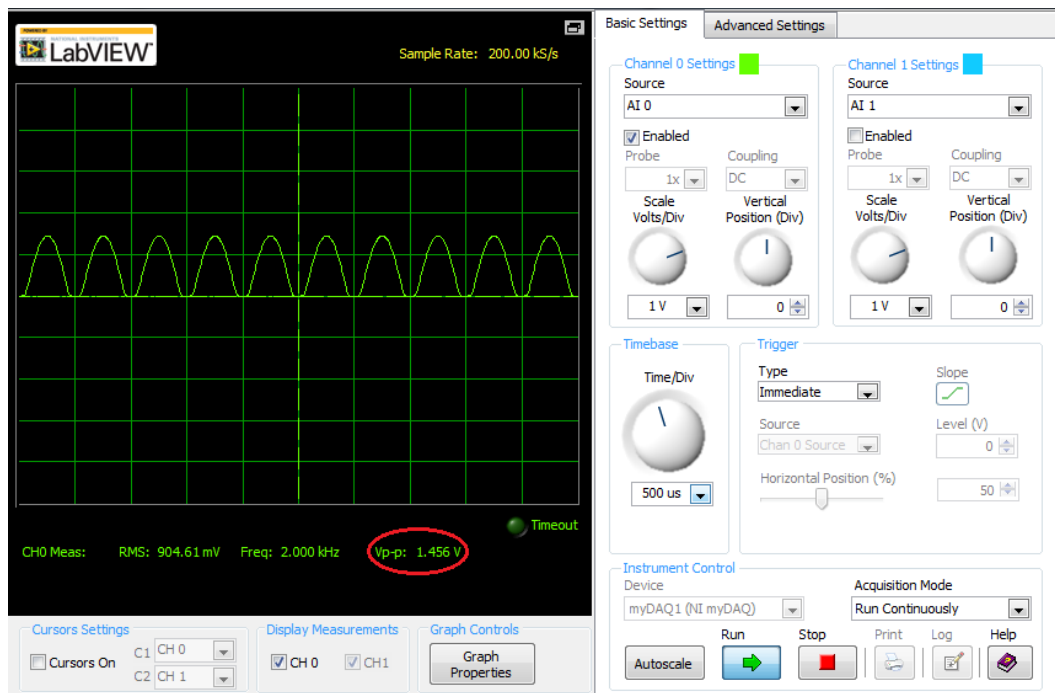 POWERED BY
NATIONAL INSTRUMENTS
LabVIEW™
Sample Rate: 200.00 kS/s
Timeout
CH0 Meas: RMS: 904.61 mV Freq: 2.000 kHz Vp-p: 1.456 V
Cursors Settings
Cursors On
C1 CH 0
C2 CH 1
Display Measurements
CH 0 CH1
Graph Controls
Graph
Properties
Basic Settings Advanced Settings
Channel 0 Settings
Source
AI 0
Enabled
Probe Coupling
1x DC
Scale Vertical
Volts/Div Position (Div)
1 V 0
Channel 1 Settings
Source
AI 1
Enabled
Probe Coupling
1x DC
Scale Vertical
Volts/Div Position (Div)
1 V 0
Timebase
Time/Div
500 us
Trigger
Type Slope
Immediate
Source Level (V)
Chan 0 Source 0
Horizontal Position (%)
50
Instrument Control
Device Acquisition Mode
myDAQ1 (NI myDAQ) Run Continuously
Run Stop Print Log Help
Autoscale